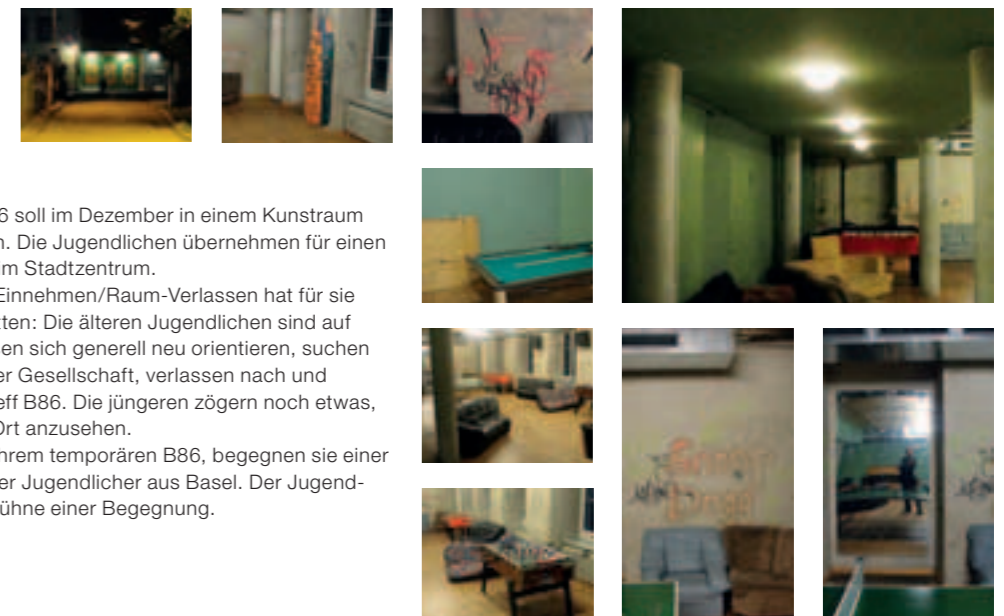 6 soll im Dezember in einem Kunstraum
n. Die Jugendlichen übernehmen für einen
m Stadtzentrum.
Einnehmen/Raum-Verlassen hat für sie
tten: Die älteren Jugendlichen sind auf
en sich generell neu orientieren, suchen
er Gesellschaft, verlassen nach und
eff B86. Die jüngeren zögern noch etwas,
Ort anzusehen.
hrem temporären B86, begegnen sie einer
er Jugendlicher aus Basel. Der Jugend-
ühne einer Begegnung.